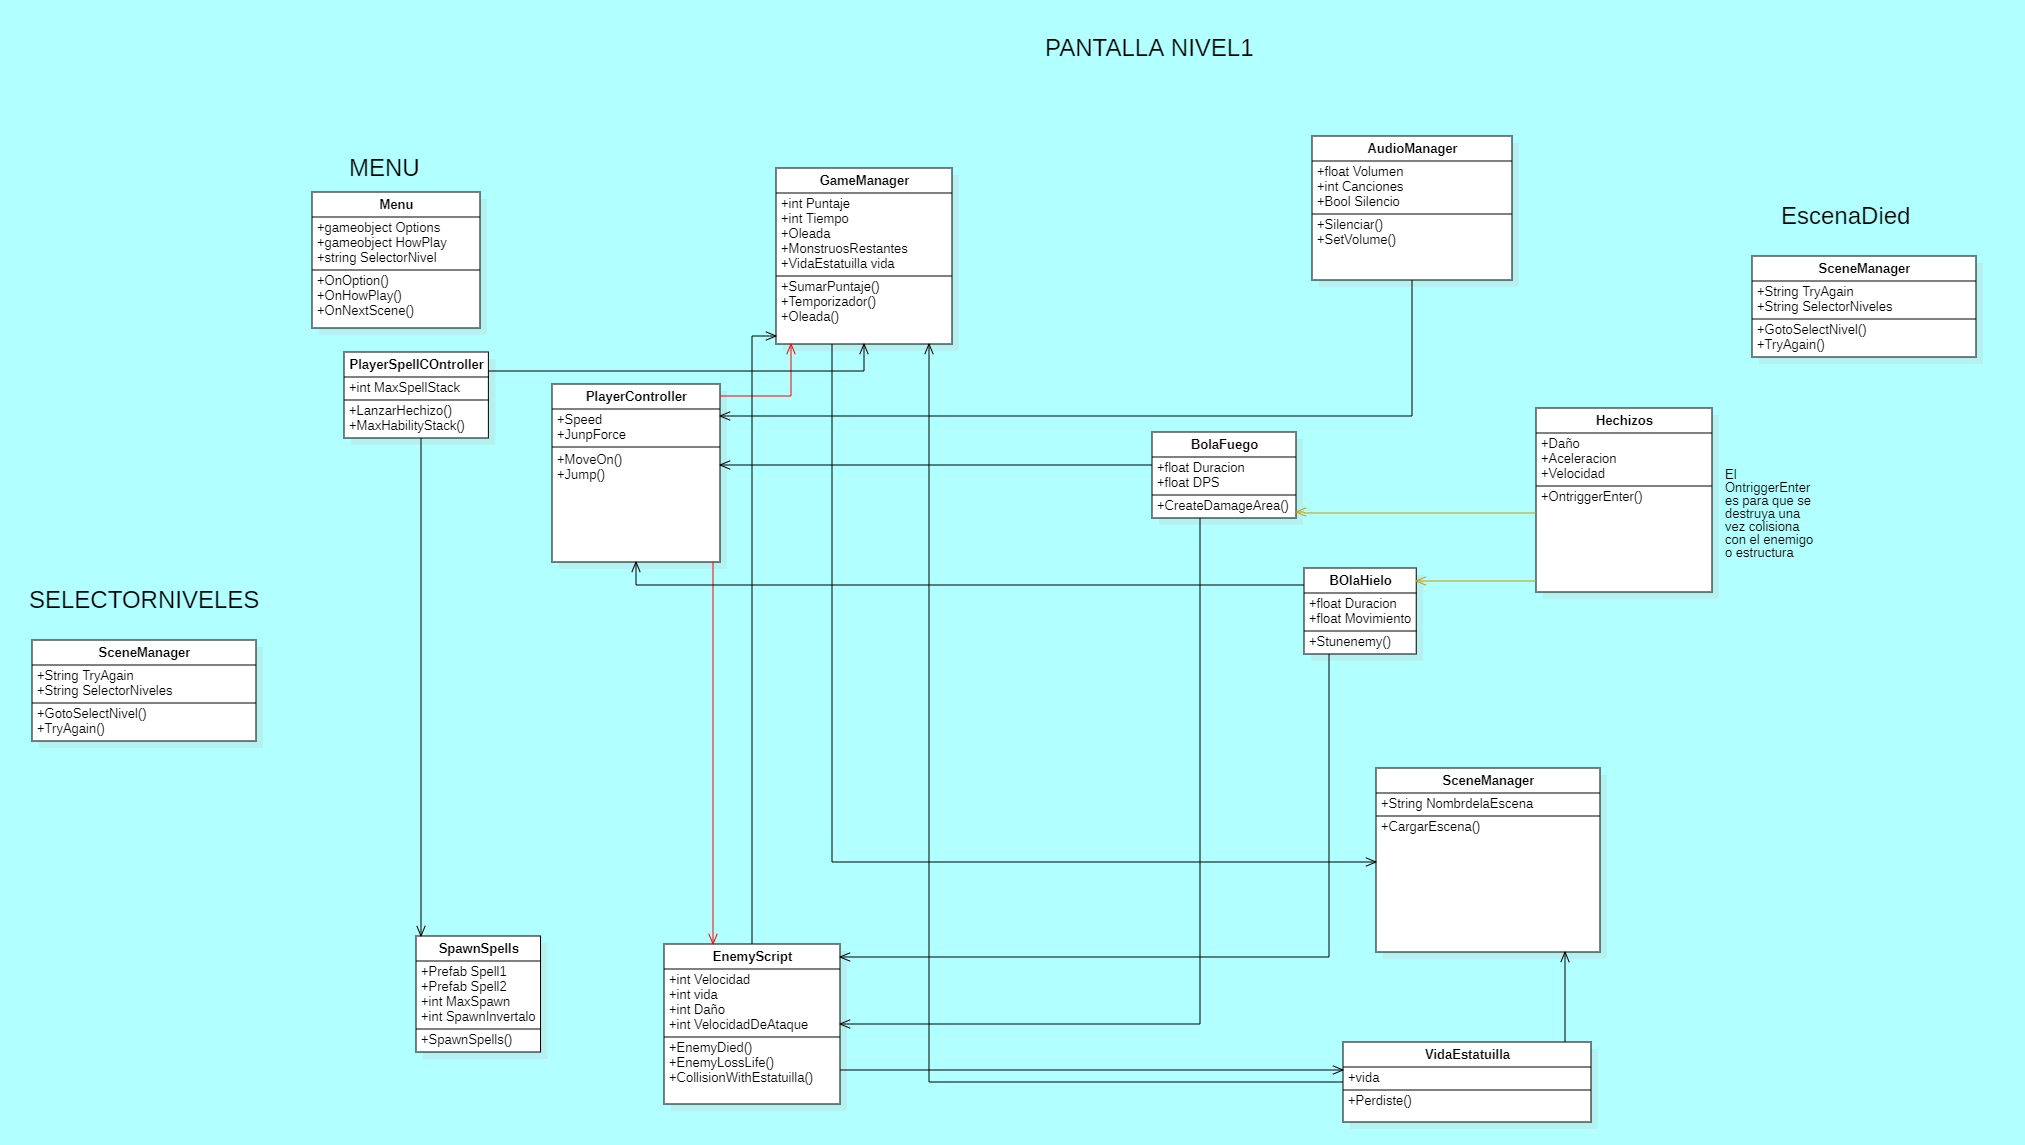 PANTALLA NIVEL1
MENU
Menu
+gameobject Options
+gameobject HowPlay
+string SelectorNivel
+OnOption()
+OnHowPlay()
+OnNextScene()
PlayerSpellCOntroller
+int MaxSpellStack
+LanzarHechizo()
+MaxHabilityStack()
GameManager
+int Puntaje
+int Tiempo
+Oleada
+MonstruosRestantes
+VidaEstatuilla vida
+SumarPuntaje()
+Temporizador()
+Oleada()
PlayerController
+Speed
+JunpForce
+MoveOn()
+Jump()
AudioManager
+float Volumen
+int Canciones
+Bool Silencio
+Silenciar()
+SetVolume()
EscenaDied
SceneManager
+String TryAgain
+String SelectorNiveles
+GotoSelectNivel()
+TryAgain()
BolaFuego
+float Duracion
+float DPS
+CreateDamageArea()
Hechizos
+Daño
+Aceleracion
+Velocidad
+OntriggerEnter()
El
OntriggerEnter
es para que se
destruya una
vez colisiona
con el enemigo
o estructura
BOlaHielo
+float Duracion
+float Movimiento
+Stunenemy()
SELECTORNIVELES
SceneManager
+String TryAgain
+String SelectorNiveles
+GotoSelectNivel()
+TryAgain()
SceneManager
+String NombrdelaEscena
+CargarEscena()
SpawnSpells
+Prefab Spell1
+Prefab Spell2
+int MaxSpawn
+int SpawnInvertalo
+SpawnSpells()
EnemyScript
+int Velocidad
+int vida
+int Daño
+int VelocidadDeAtaque
+EnemyDied()
+EnemyLossLife()
+CollisionWithEstatuilla()
VidaEstatuilla
+vida
+Perdiste()